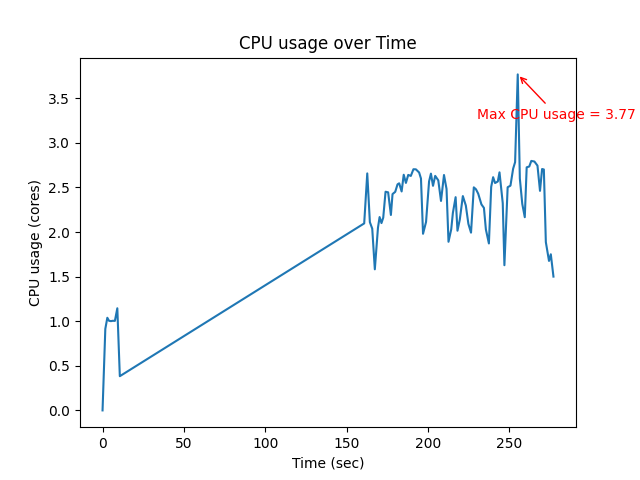 CPU usage over Time
3.5
3.0
2.5
2.0
1.5
1.0
0.5
0.0
CPU usage (cores)
Max CPU usage = 3.77
0 50 100 150 200 250
Time (sec)